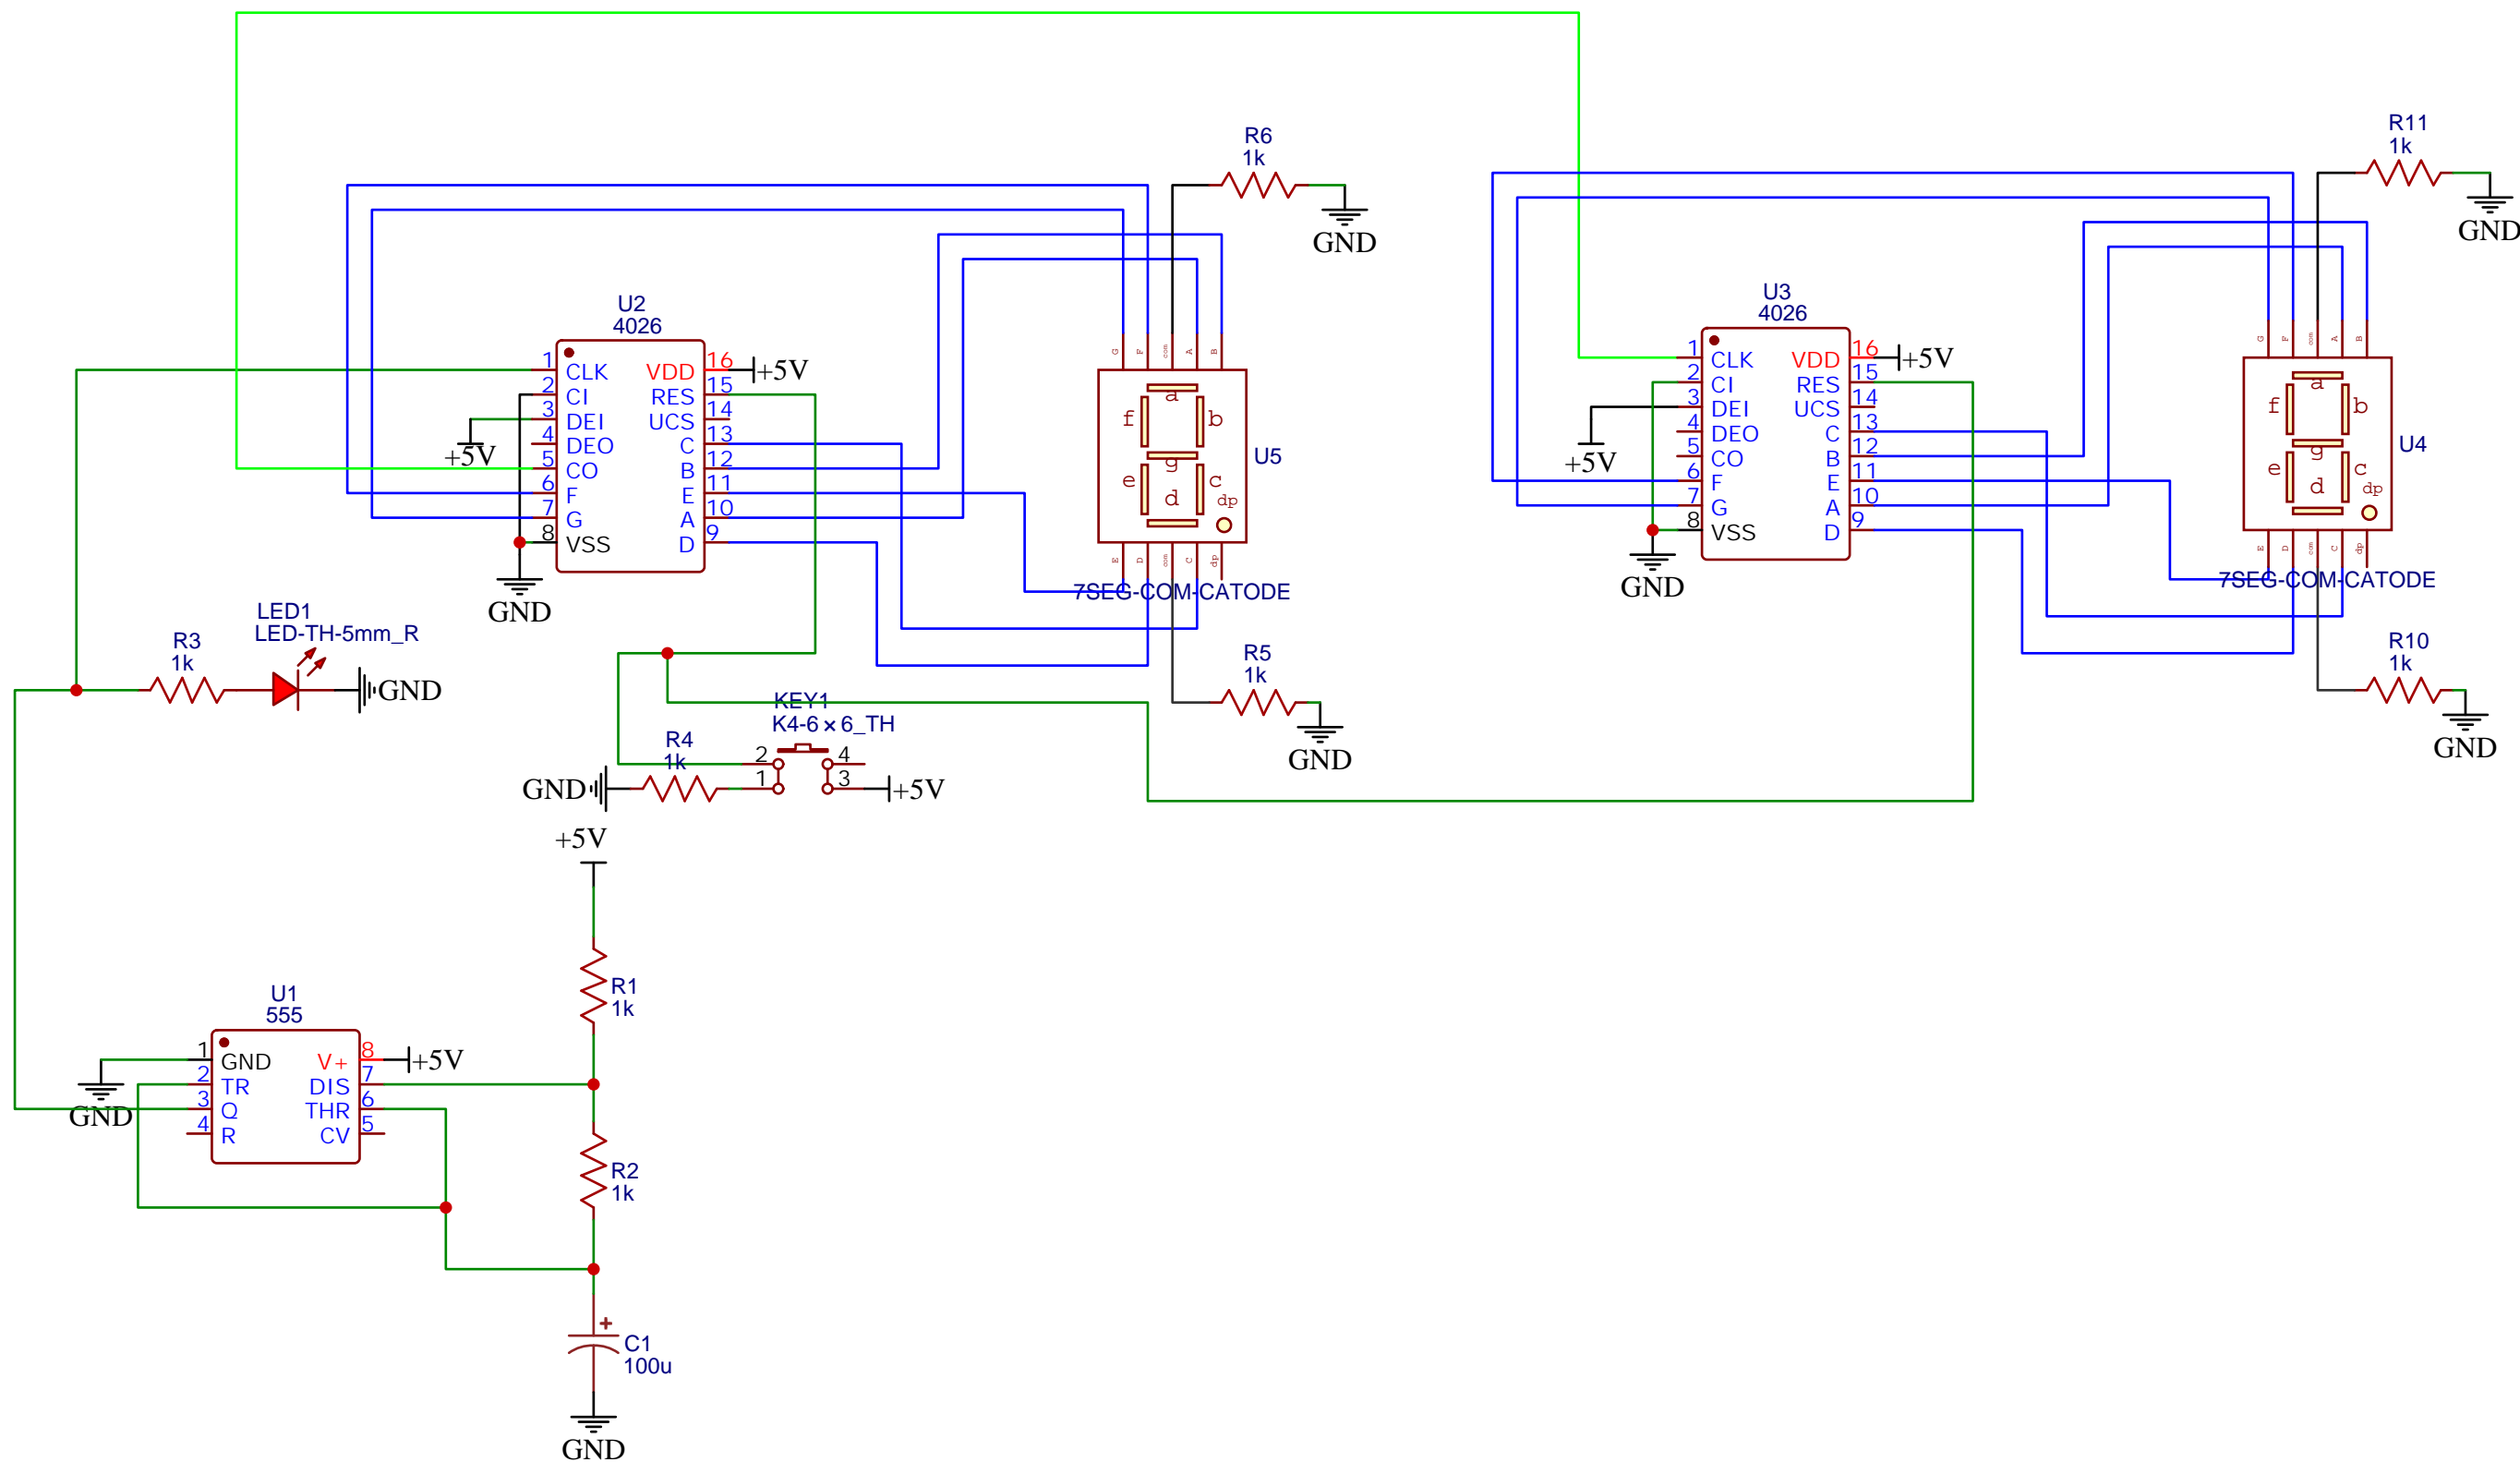 R6
1k
GND
R11
1k
GND
U2
4026
1 CLK
2 CI
3 DEI
4 DEO
5 CO
6 F
7 G
8 VSS
VDD 16
RES 15
UCS 14
C 13
B 12
E 11
A 10
D 9
+5V
+5V
GND
G F com A B
a
f b
g
e c
d dp
E D com C dp
U5
7SEG-COM-CATODE
U3
4026
1 CLK
2 CI
3 DEI
4 DEO
5 CO
6 F
7 G
8 VSS
VDD 16
RES 15
UCS 14
C 13
B 12
E 11
A 10
D 9
+5V
+5V
GND
G F com A B
a
f b
g
e c
d dp
E D com C dp
U4
7SEG-COM-CATODE
LED1
LED-TH-5mm_R
R3
1k
GND
R5
1k
GND
R10
1k
GND
KEY1
K4-6×6_TH
R4
1k
2 4
1 3
GND
+5V
+5V
R1
1k
U1
555
1 GND
2 TR
3 Q
4 R
V+ 8
DIS 7
THR 6
CV 5
+5V
GND
R2
1k
+
C1
100u
GND